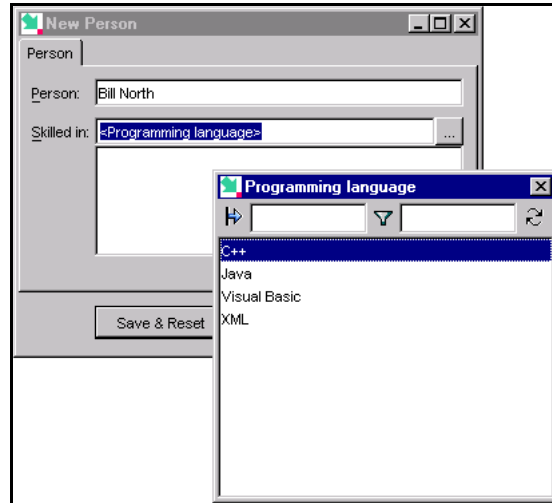 New Person
Person
Person: Bill North
Skilled in: <Programming language> ...
Programming language
C++
Java
Visual Basic
XML
Save & Reset